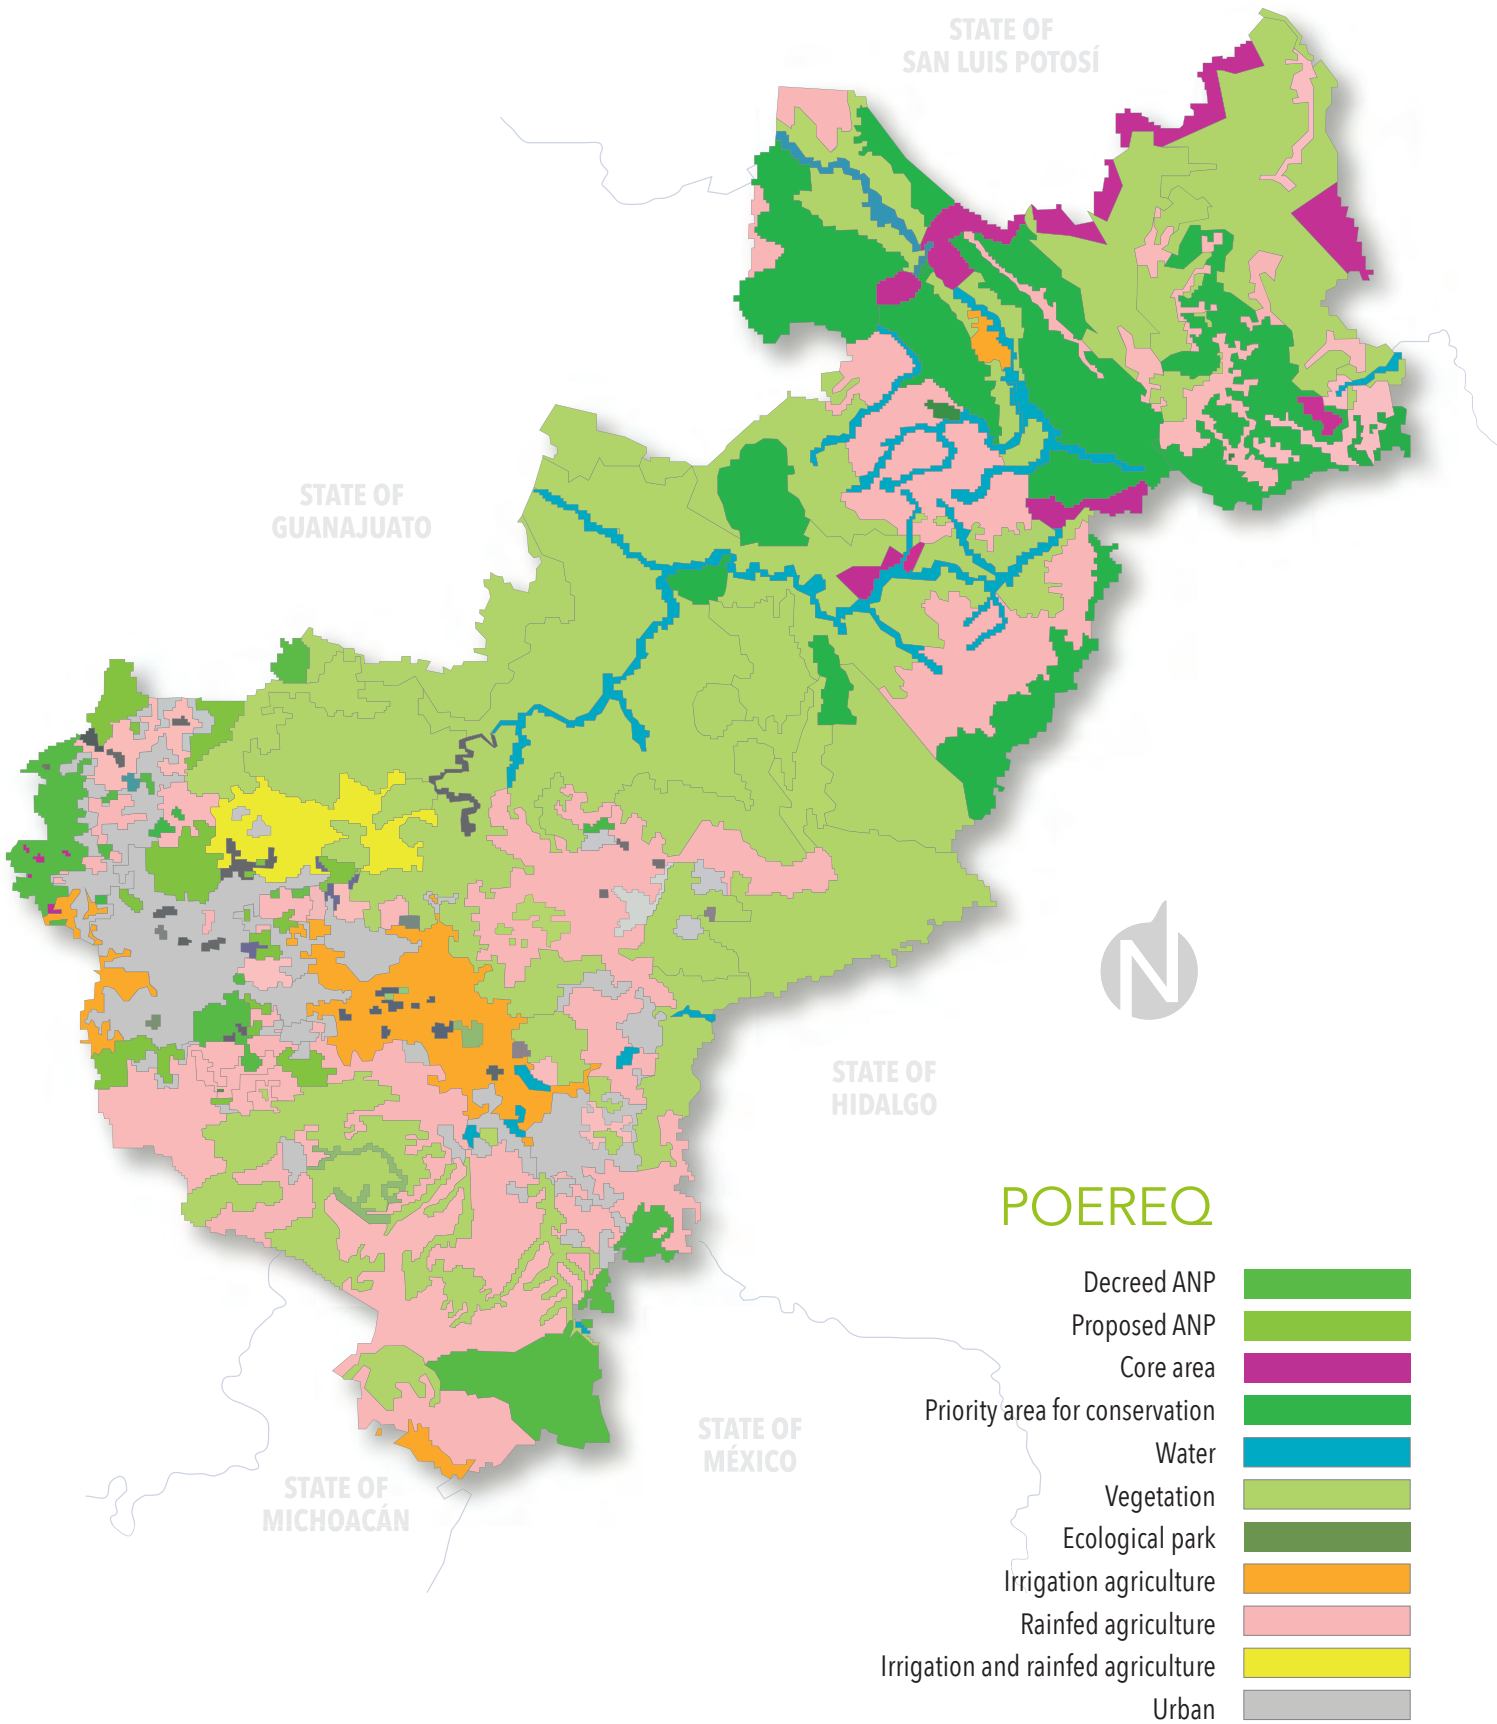 STATE OF
SAN LUIS POTOSÍ
STATE OF
GUANAJUATO
N
STATE OF
HIDALGO
STATE OF
MÉXICO
STATE OF
MICHOACÁN
POEREQ
Decreed ANP
Proposed ANP
Core area
Priority area for conservation
Water
Vegetation
Ecological park
Irrigation agriculture
Rainfed agriculture
Irrigation and rainfed agriculture
Urban